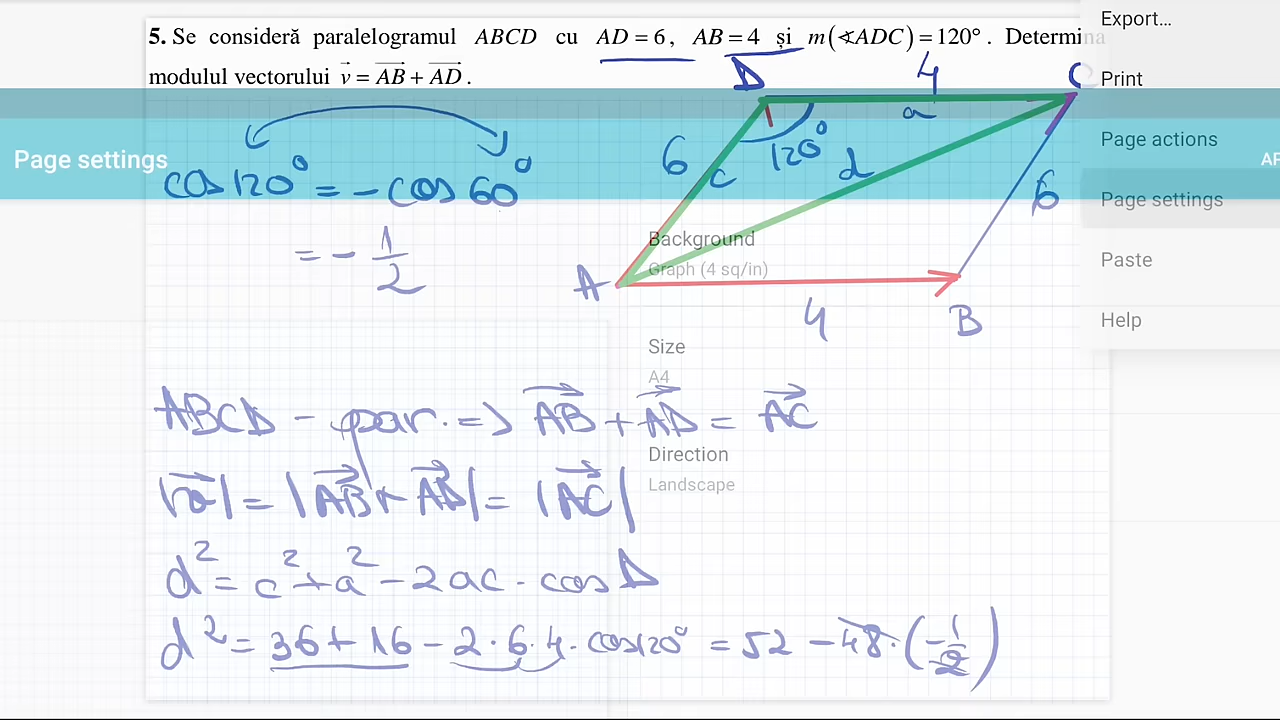 5. Se consideră paralelogramul ABCD cu AD = 6, AB = 4 și m(∢ADC) = 120°. Determina
modulul vectorului v⃗ = AB⃗ + AD⃗.
Export...
Print
Page actions
Page settings
Paste
Help
Page settings
AP
D 4 C
a
6 c 120° d 6
A 4 B
cos 120° = - cos 60°
= - 1/2
Background
Graph (4 sq/in)
Size
A4
Direction
Landscape
ABCD - par. => AB⃗ + AD⃗ = AC⃗
|v⃗| = |AB⃗ + AD⃗| = |AC⃗|
d² = c² + a² - 2ac · cos D
d² = 36 + 16 - 2 · 6 · 4 · cos 120° = 52 - 48 · (-1/2)